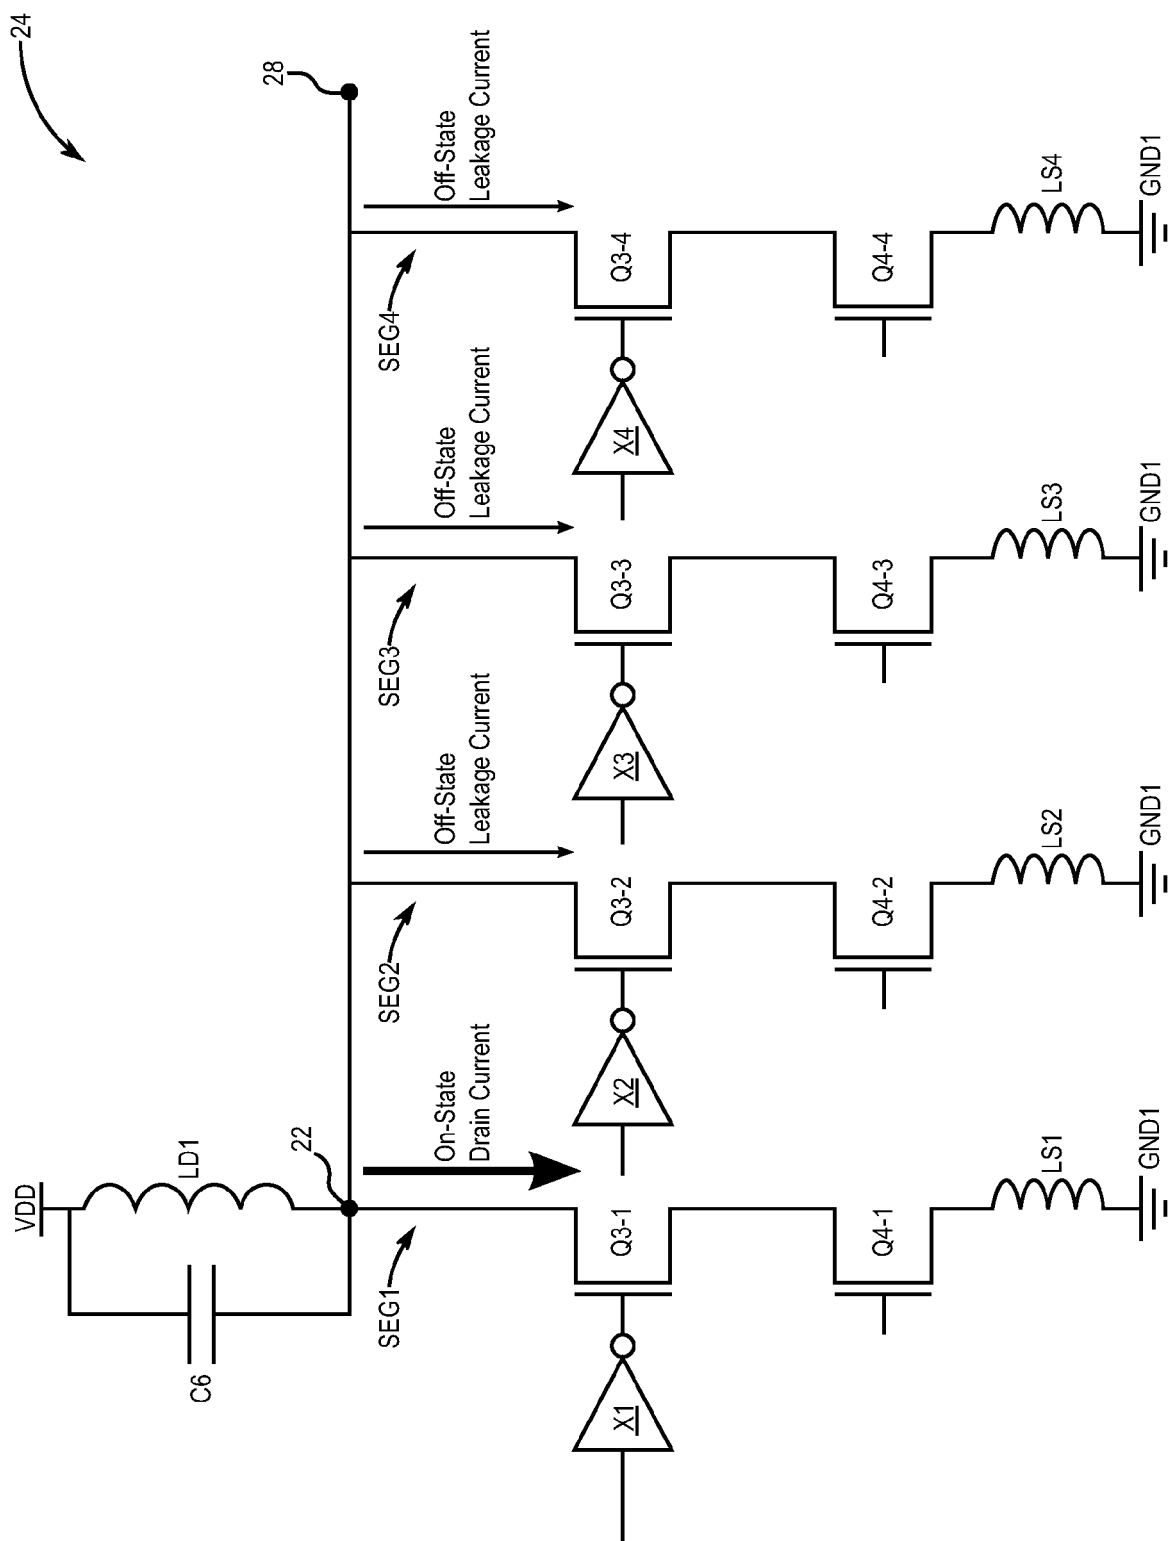 24
VDD
LD1
C6
22
28
SEG1
On-State
Drain Current
SEG2
Off-State
Leakage Current
SEG3
Off-State
Leakage Current
SEG4
Off-State
Leakage Current
X1
Q3-1
X2
Q3-2
X3
Q3-3
X4
Q3-4
Q4-1
Q4-2
Q4-3
Q4-4
LS1
LS2
LS3
LS4
GND1
GND1
GND1
GND1